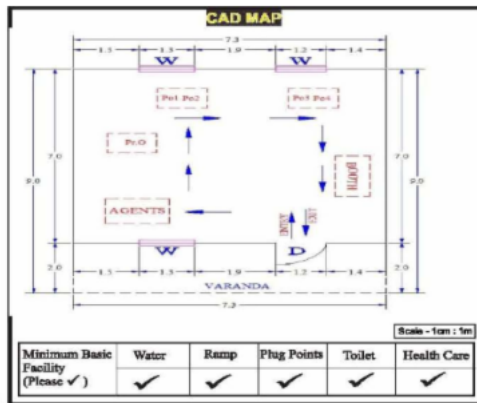 CAD MAP
7.3
1.5 1.3 1.9 1.2 1.4
W W
Po1 Po2 Po3 Po4
Pr.O
7.0 9.0 7.0 9.0
BOOTH
AGENTS
ENTRY EXIT
W D
2.0 2.0
1.5 1.3 1.9 1.2 1.4
VARANDA
7.3
Scale - 1cm : 1m
Minimum Basic Facility (Please ✓) Water Ramp Plug Points Toilet Health Care
✓ ✓ ✓ ✓ ✓